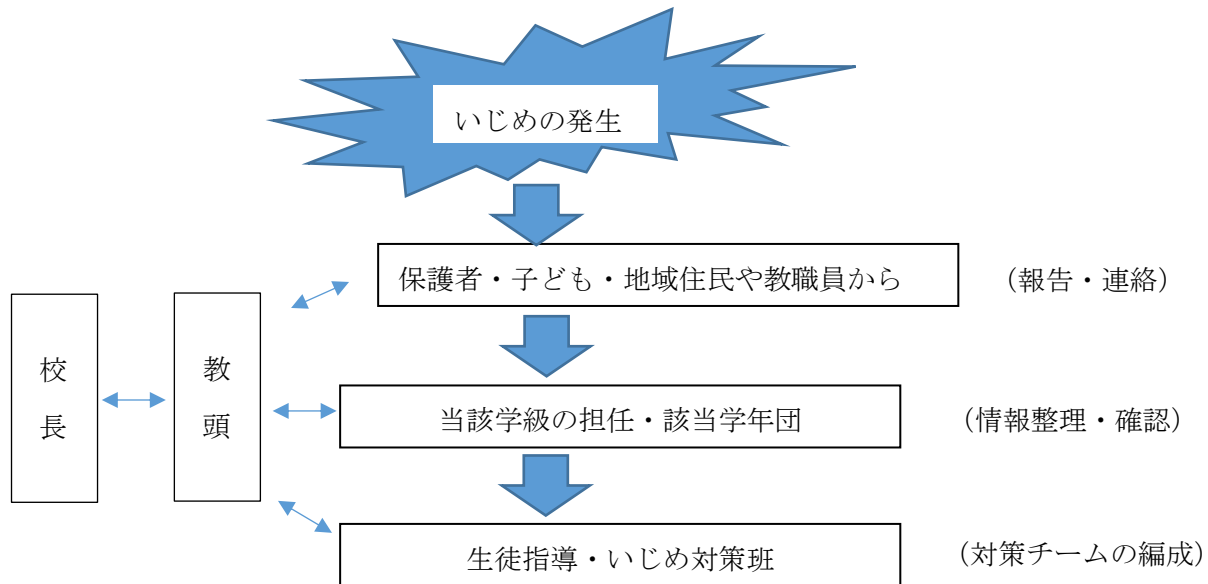 いじめの発生
保護者・子ども・地域住民や教職員から
(報告・連絡)
校長
教頭
当該学級の担任・該当学年団
(情報整理・確認)
生徒指導・いじめ対策班
(対策チームの編成)